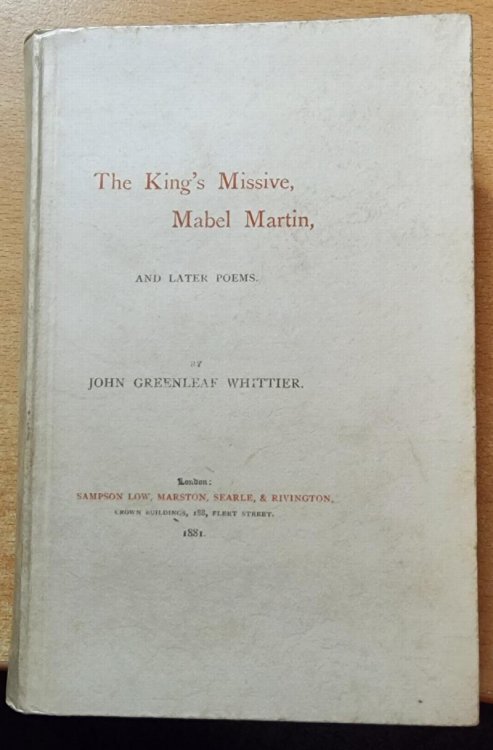 The King's Missive,
Mabel Martin,
AND LATER POEMS.
BY
JOHN GREENLEAF WHITTIER.
London:
SAMPSON LOW, MARSTON, SEARLE, & RIVINGTON,
CROWN BUILDINGS, 188, FLEET STREET.
1881.